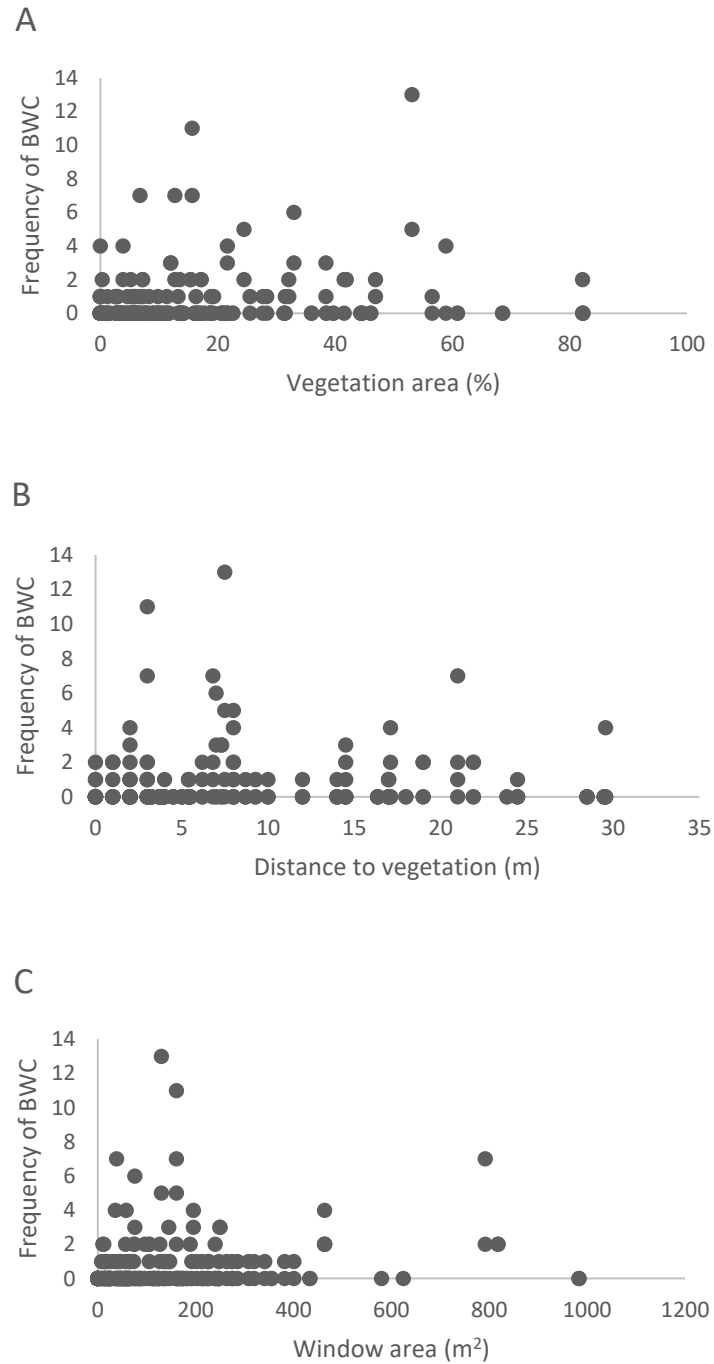 A
Frequency of BWC
14
12
10
8
6
4
2
0
0 20 40 60 80 100
Vegetation area (%)
B
Frequency of BWC
14
12
10
8
6
4
2
0
0 5 10 15 20 25 30 35
Distance to vegetation (m)
C
Frequency of BWC
14
12
10
8
6
4
2
0
0 200 400 600 800 1000 1200
Window area (m²)